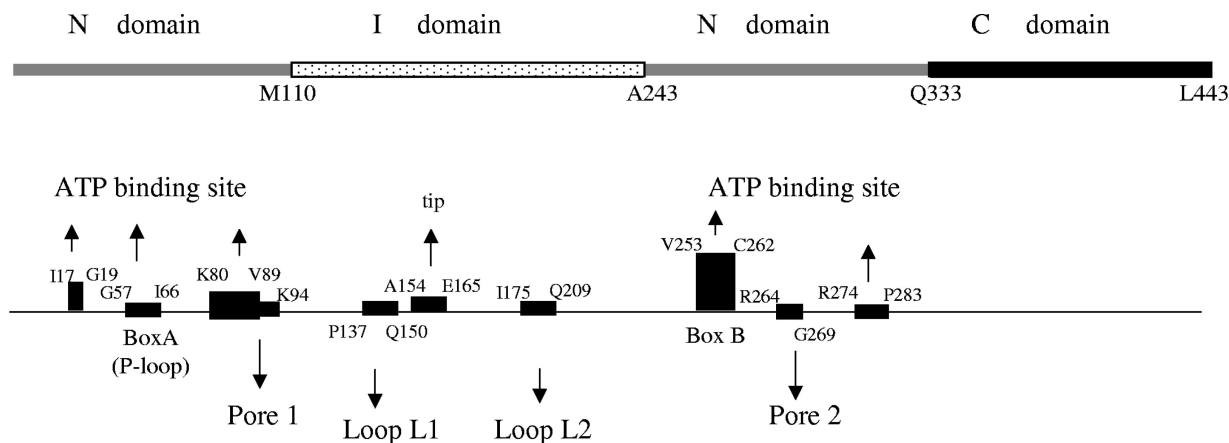 N domain I domain N domain C domain
M110 A243 Q333 L443
ATP binding site ATP binding site
tip
V253 C262
I17 G19 K80 V89 A154 E165 I175 Q209 R264 R274 P283
G57 I66 K94
P137 Q150 G269
BoxA Box B
(P-loop)
Pore 1 Loop L1 Loop L2 Pore 2